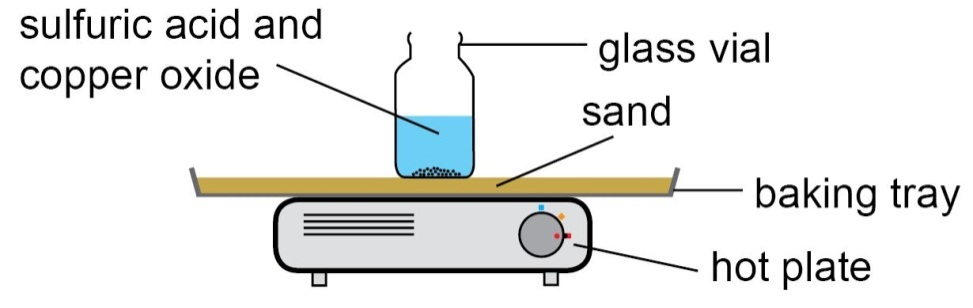 sulfuric acid and
copper oxide
glass vial
sand
baking tray
hot plate